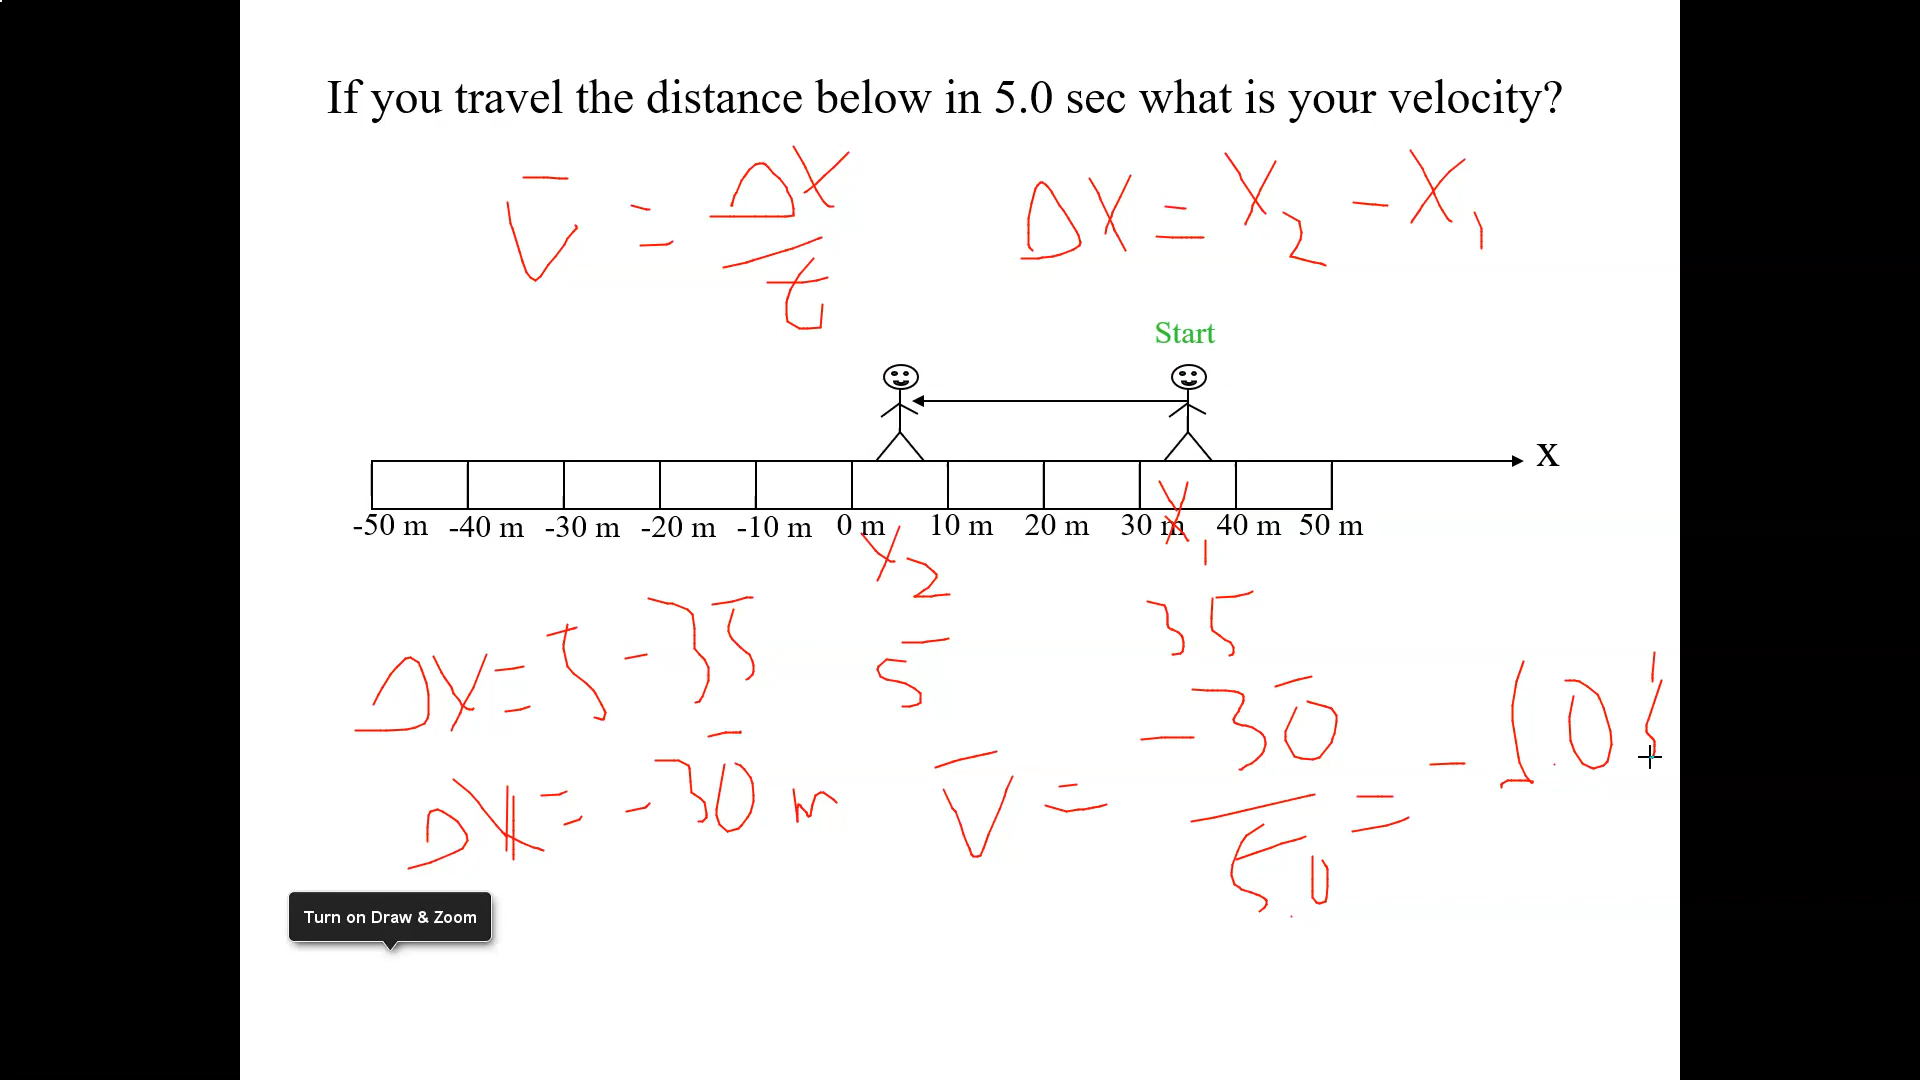 If you travel the distance below in 5.0 sec what is your velocity?
V̅ = ΔX / t
ΔX = X₂ - X₁
Start
X
-50 m -40 m -30 m -20 m -10 m 0 m 10 m 20 m 30 m 40 m 50 m
X₂ X₁
5 35
ΔX = 5 - 35
ΔX = -30̅ m
V̅ = -30̅ / 5.0 = -
Turn on Draw & Zoom